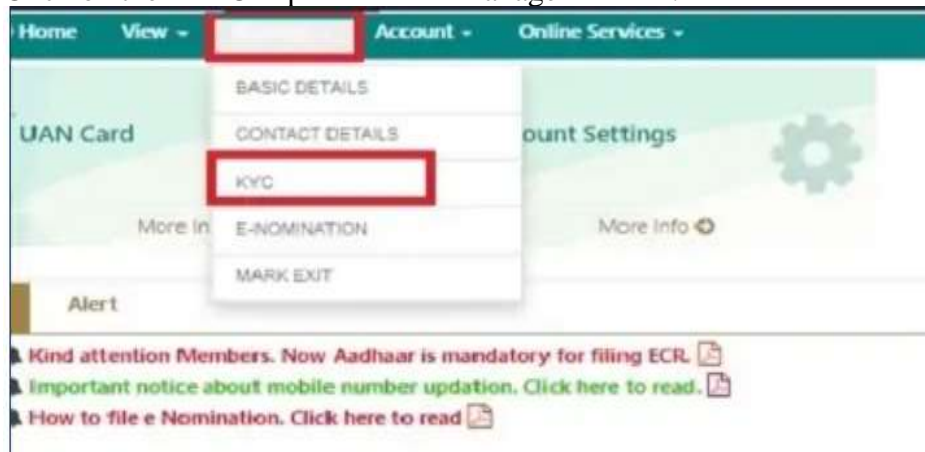 Home View Account Online Services
BASIC DETAILS
UAN Card CONTACT DETAILS ount Settings
KYC
More In E-NOMINATION More Info
MARK EXIT
Alert
Kind attention Members. Now Aadhaar is mandatory for filing ECR.
Important notice about mobile number updation. Click here to read.
How to file e Nomination. Click here to read